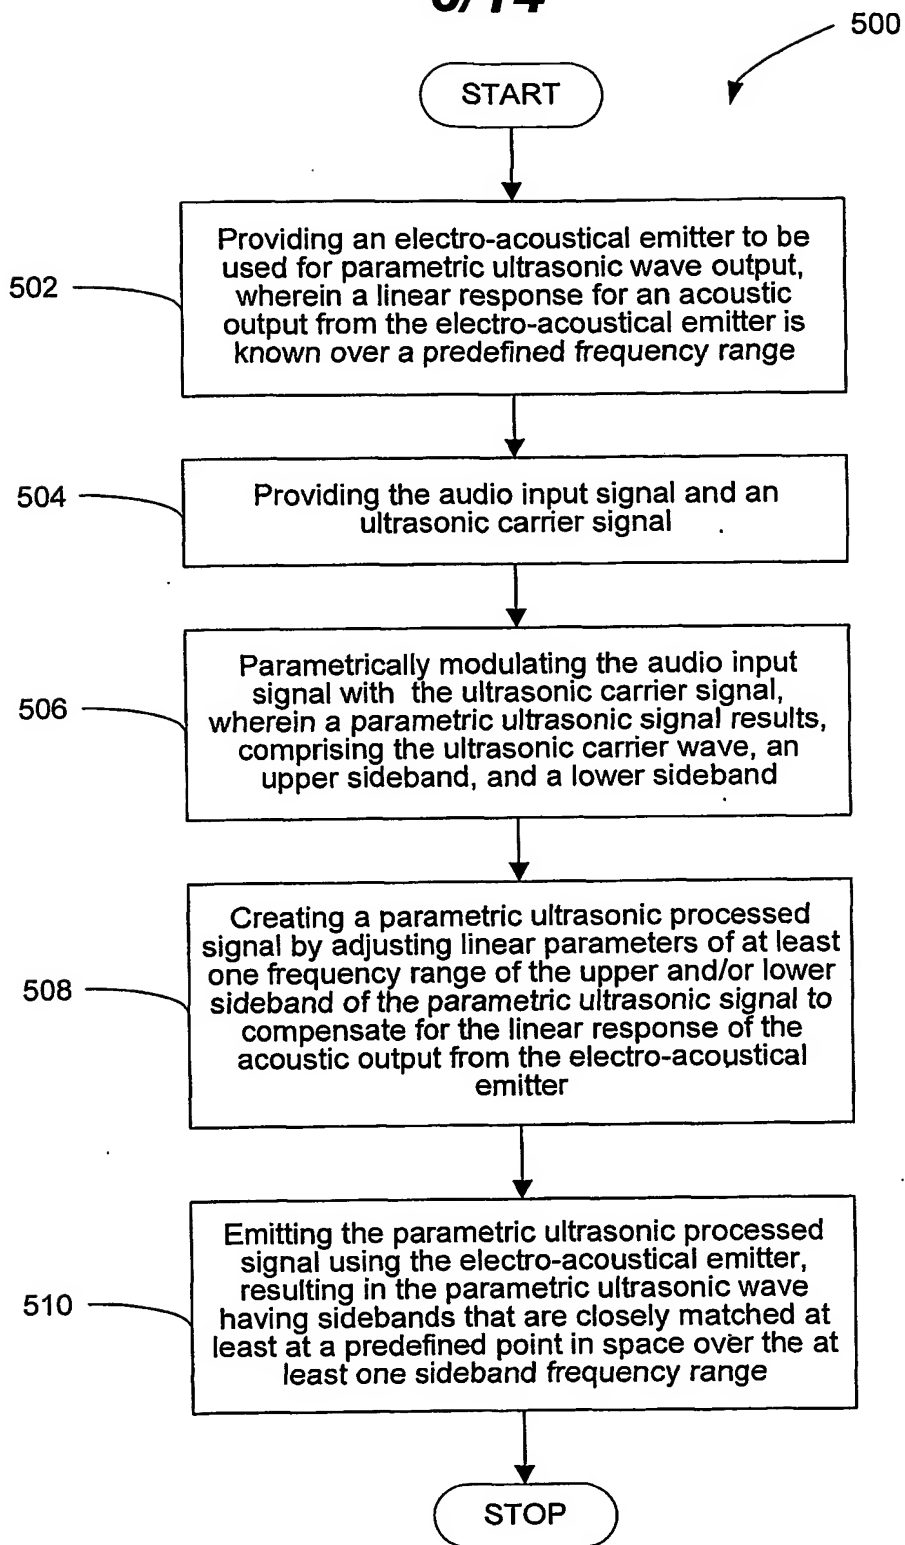 500
START
502
Providing an electro-acoustical emitter to be
used for parametric ultrasonic wave output,
wherein a linear response for an acoustic
output from the electro-acoustical emitter is
known over a predefined frequency range
504
Providing the audio input signal and an
ultrasonic carrier signal
506
Parametrically modulating the audio input
signal with the ultrasonic carrier signal,
wherein a parametric ultrasonic signal results,
comprising the ultrasonic carrier wave, an
upper sideband, and a lower sideband
508
Creating a parametric ultrasonic processed
signal by adjusting linear parameters of at least
one frequency range of the upper and/or lower
sideband of the parametric ultrasonic signal to
compensate for the linear response of the
acoustic output from the electro-acoustical
emitter
510
Emitting the parametric ultrasonic processed
signal using the electro-acoustical emitter,
resulting in the parametric ultrasonic wave
having sidebands that are closely matched at
least at a predefined point in space over the at
least one sideband frequency range
STOP